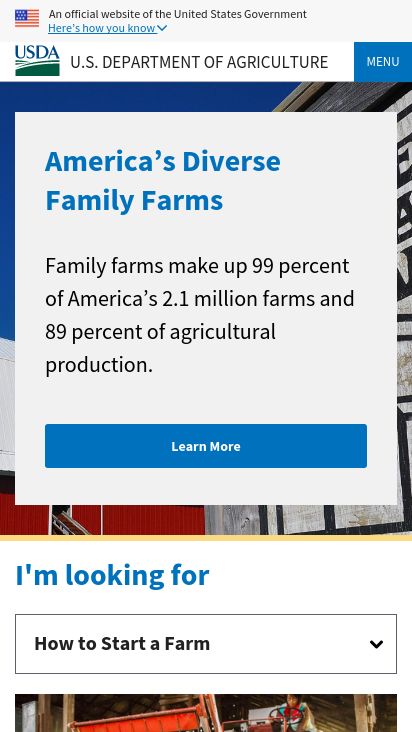 An official website of the United States Government
Here's how you know
USDA
U.S. DEPARTMENT OF AGRICULTURE
MENU
America’s Diverse
Family Farms
Family farms make up 99 percent
of America’s 2.1 million farms and
89 percent of agricultural
production.
Learn More
I'm looking for
How to Start a Farm